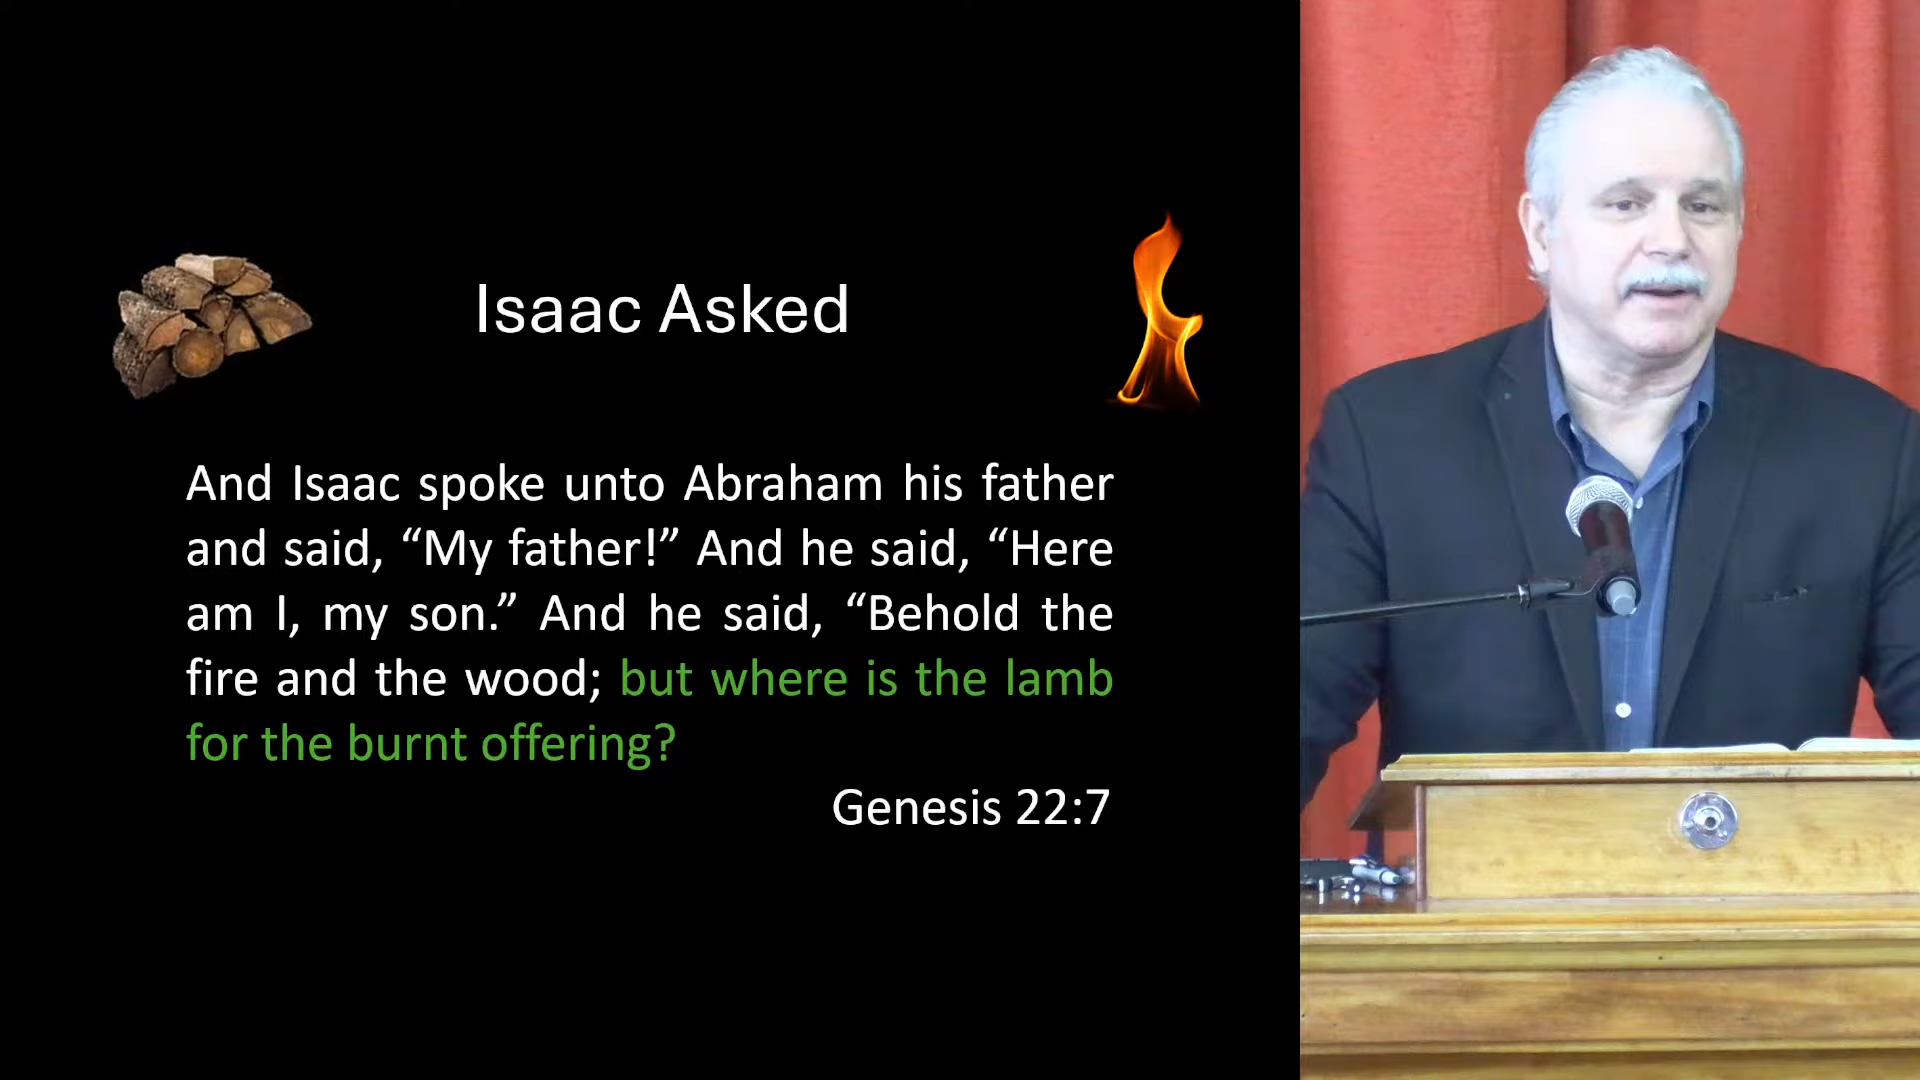 Isaac Asked
And Isaac spoke unto Abraham his father
and said, “My father!” And he said, “Here
am I, my son.” And he said, “Behold the
fire and the wood; but where is the lamb
for the burnt offering?
Genesis 22:7